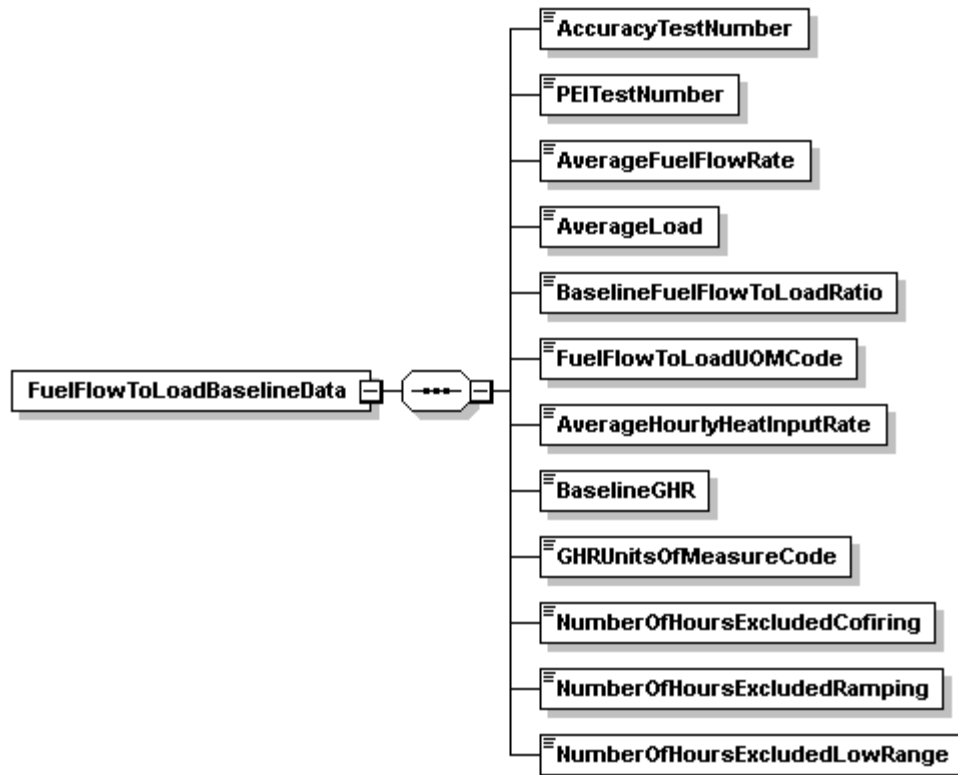 AccuracyTestNumber
PEITestNumber
AverageFuelFlowRate
AverageLoad
BaselineFuelFlowToLoadRatio
FuelFlowToLoadUOMCode
FuelFlowToLoadBaselineData
AverageHourlyHeatInputRate
BaselineGHR
GHRUnitsOfMeasureCode
NumberOfHoursExcludedCofiring
NumberOfHoursExcludedRamping
NumberOfHoursExcludedLowRange